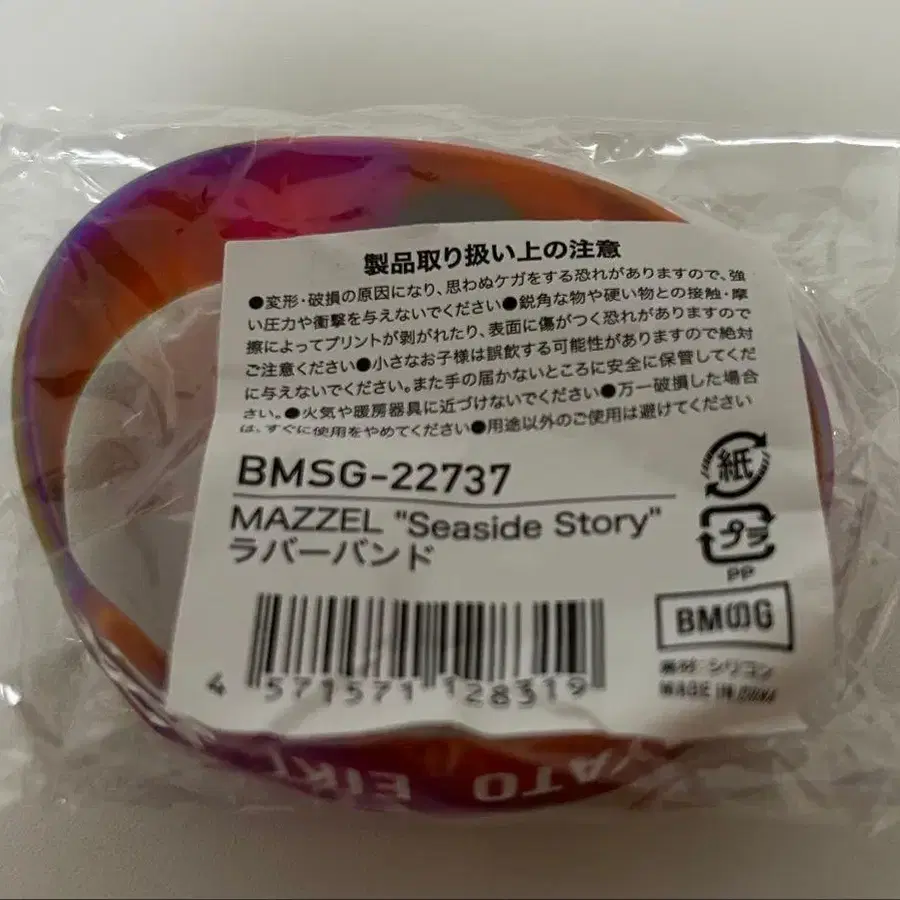 製品取り扱い上の注意
●変形・破損の原因になり、思わぬケガをする恐れがありますので、強
い圧力や衝撃を与えないでください●鋭角な物や硬い物との接触・摩
擦によってプリントが剥がれたり、表面に傷がつく恐れがありますので
ご注意ください●小さなお子様は誤飲する可能性がありますので絶対
に与えないでください。また手の届かないところに安全に保管してくだ
さい。●火気や暖房器具に近づけないでください●万一破損した場合
は、すぐに使用をやめてください●用途以外のご使用は避けてください
BMSG-22737
MAZZEL "Seaside Story"
ラバーバンド
紙
プラ
PP
BMSG
素材:シリコン
MADE IN CHINA
4 571571 128319
YATO EIKI